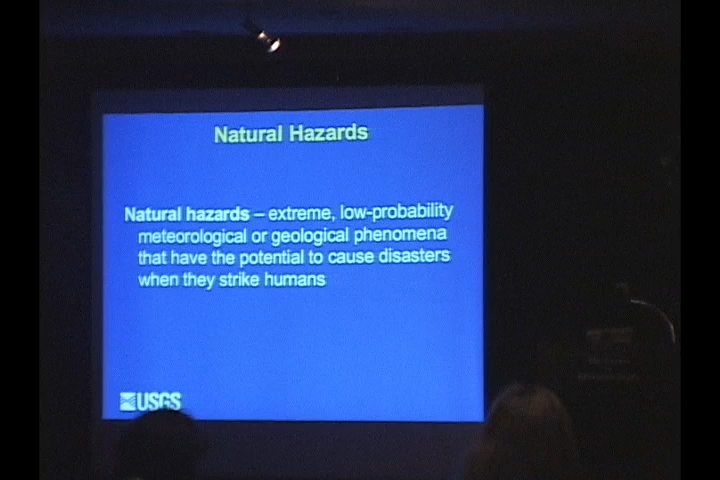 Natural Hazards
Natural hazards – extreme, low-probability
meteorological or geological phenomena
that have the potential to cause disasters
when they strike humans
USGS